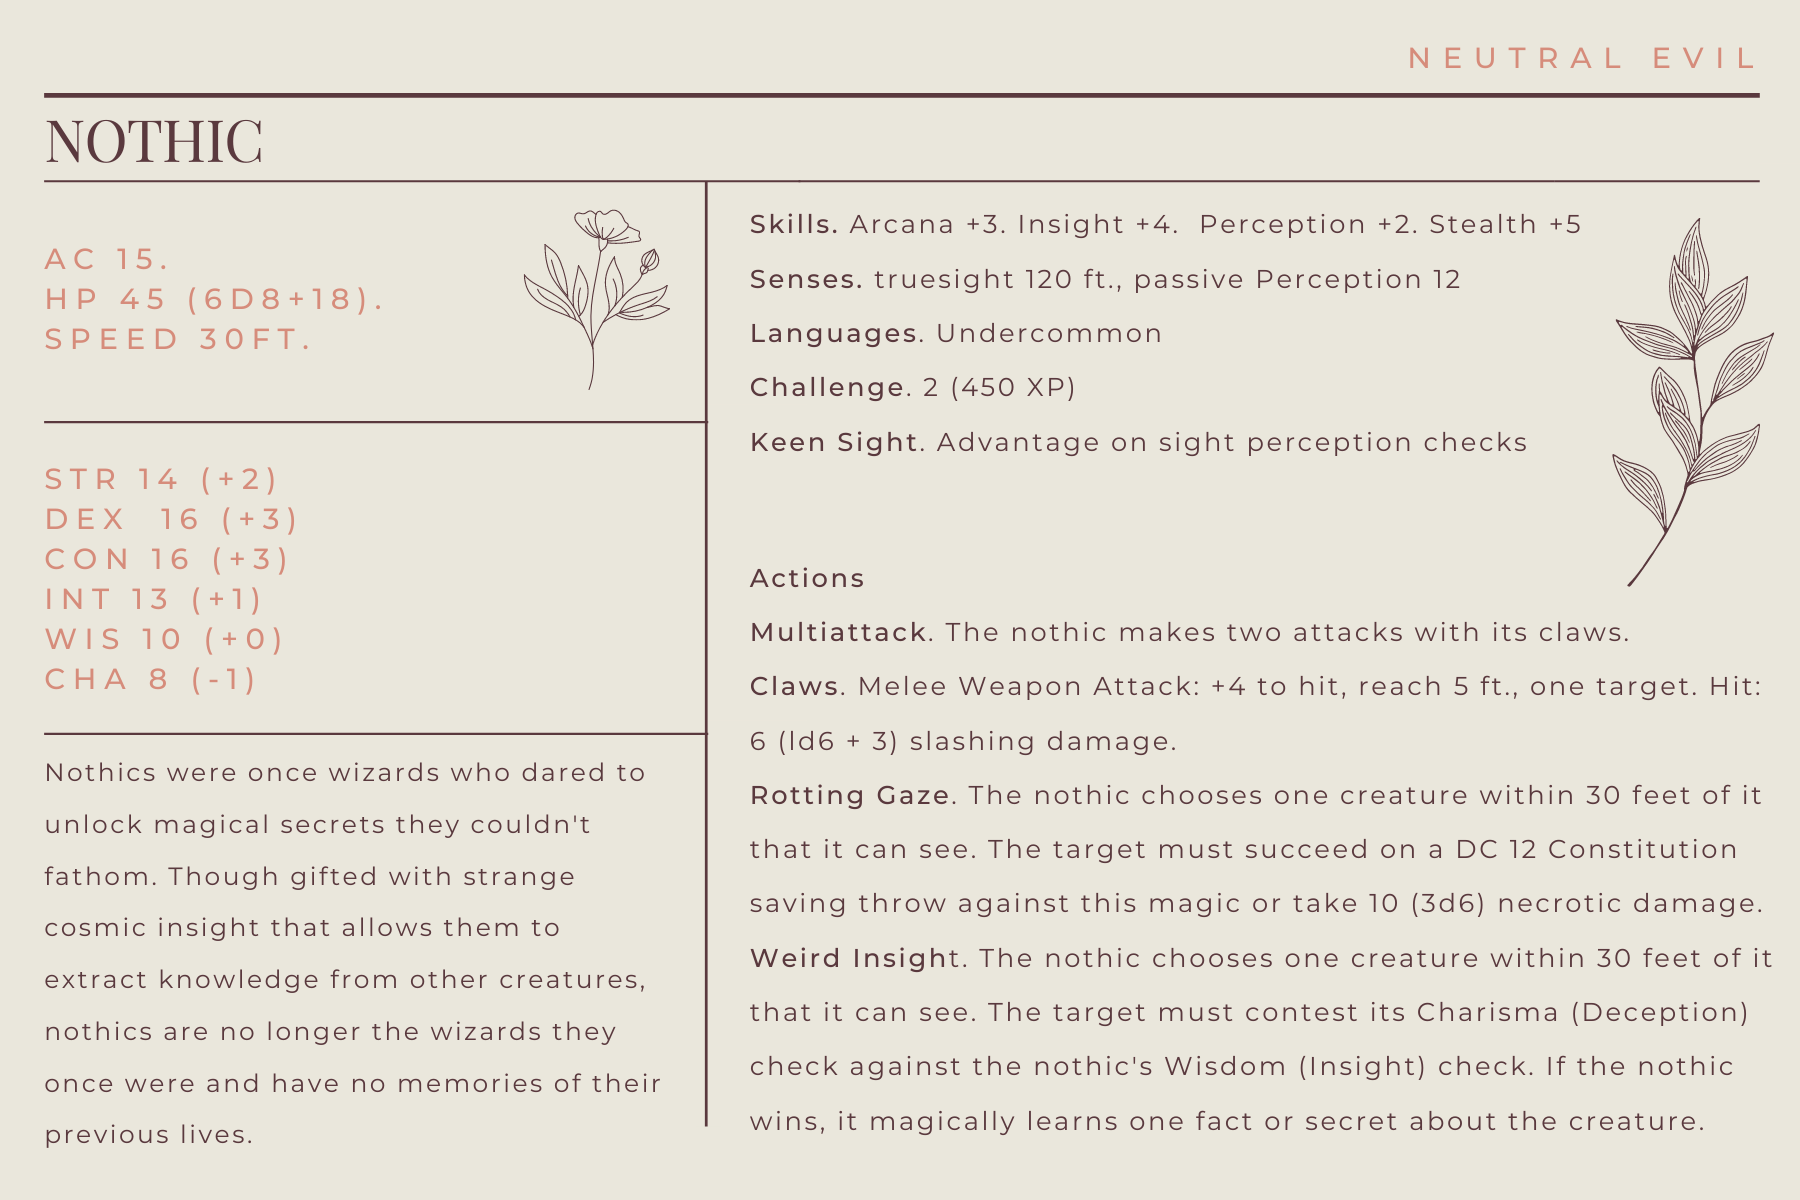 NEUTRAL EVIL
NOTHIC
AC 15.
HP 45 (6D8+18).
SPEED 30FT.
STR 14 (+2)
DEX  16 (+3)
CON 16 (+3)
INT 13 (+1)
WIS 10 (+0)
CHA 8 (-1)
Nothics were once wizards who dared to
unlock magical secrets they couldn't
fathom. Though gifted with strange
cosmic insight that allows them to
extract knowledge from other creatures,
nothics are no longer the wizards they
once were and have no memories of their
previous lives.
Skills. Arcana +3. Insight +4.  Perception +2. Stealth +5
Senses. truesight 120 ft., passive Perception 12
Languages. Undercommon
Challenge. 2 (450 XP)
Keen Sight. Advantage on sight perception checks
Actions
Multiattack. The nothic makes two attacks with its claws.
Claws. Melee Weapon Attack: +4 to hit, reach 5 ft., one target. Hit:
6 (ld6 + 3) slashing damage.
Rotting Gaze. The nothic chooses one creature within 30 feet of it
that it can see. The target must succeed on a DC 12 Constitution
saving throw against this magic or take 10 (3d6) necrotic damage.
Weird Insight. The nothic chooses one creature within 30 feet of it
that it can see. The target must contest its Charisma (Deception)
check against the nothic's Wisdom (Insight) check. If the nothic
wins, it magically learns one fact or secret about the creature.